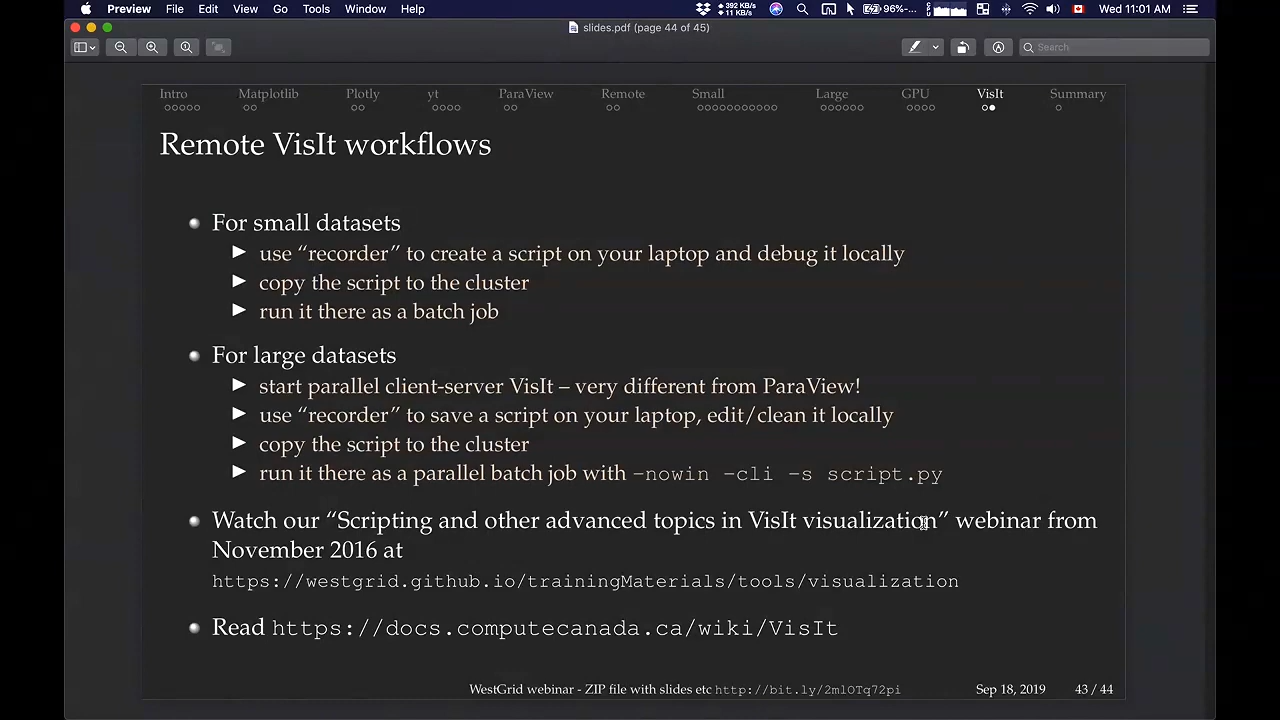 Preview File Edit View Go Tools Window Help 392 KB/s 11 KB/s 96% Wed 11:01 AM
slides.pdf (page 44 of 45)
Search
Intro Matplotlib Plotly yt ParaView Remote Small Large GPU VisIt Summary
Remote VisIt workflows
For small datasets
use “recorder” to create a script on your laptop and debug it locally
copy the script to the cluster
run it there as a batch job
For large datasets
start parallel client-server VisIt – very different from ParaView!
use “recorder” to save a script on your laptop, edit/clean it locally
copy the script to the cluster
run it there as a parallel batch job with -nowin -cli -s script.py
Watch our “Scripting and other advanced topics in VisIt visualization” webinar from
November 2016 at
https://westgrid.github.io/trainingMaterials/tools/visualization
Read https://docs.computecanada.ca/wiki/VisIt
WestGrid webinar - ZIP file with slides etc http://bit.ly/2mlOTq72pi Sep 18, 2019 43 / 44